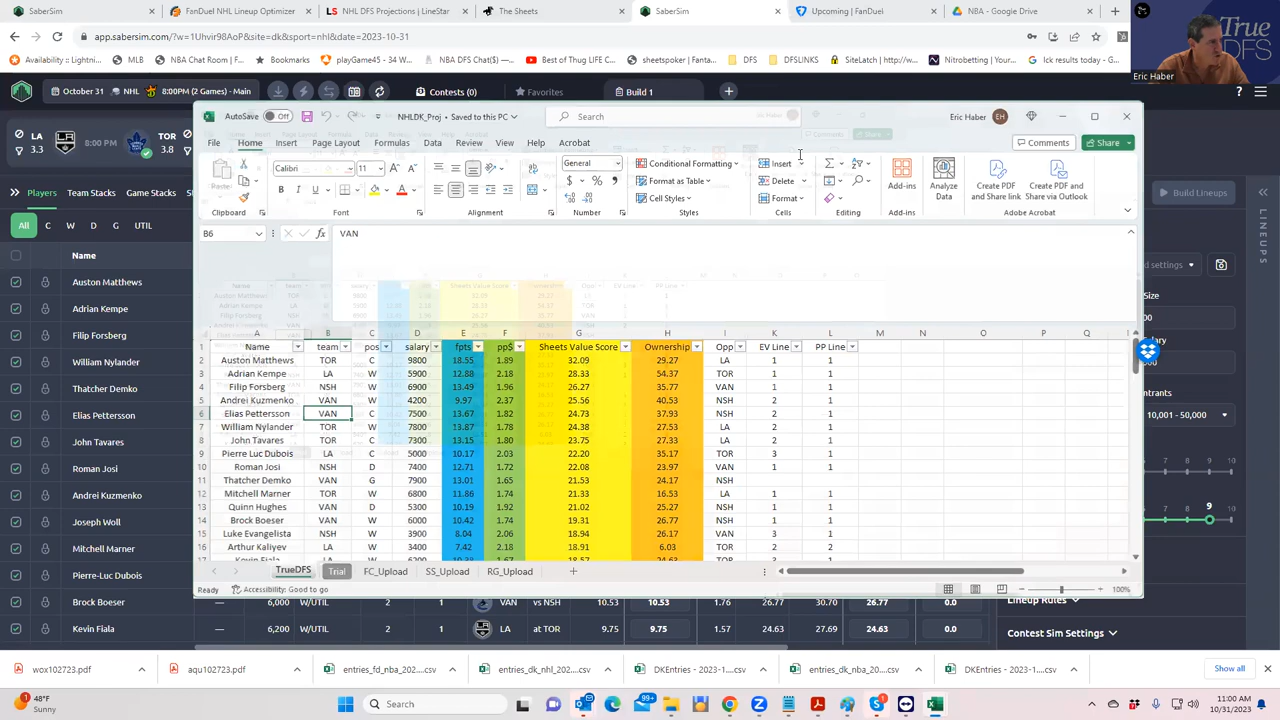 SaberSim
FanDuel NHL Lineup Optimizer
NHL DFS Projections | LineStar
The Sheets
SaberSim
Upcoming | FanDuel
NBA - Google Drive
app.sabersim.com/?w=1Uhvir98AoP&site=dk&sport=nhl&date=2023-10-31
Automation | Lightni...
MLB
NBA Chat Room | F...
Bookmarks
playGame45 - 34 W...
NBA DFS Chat($) - ...
Best of Thug LIFE C...
sheetspoker | Fanta...
DFS
DFSLINKS
SiteLatch | http://w...
Nitrobetting | You...
Ick results today |...
True
DFS
Eric Haber
October 31
NHL
8:00PM (2 Games) - Main
Contests (0)
Favorites
Build 1
LA
3.3
8:00 PM
TOR
3.8
Players
Team Stacks
Game Stacks
Build Lineups
All
C
W
D
G
UTIL
LINEUPS
Name
Auston Matthews
Adrian Kempe
Filip Forsberg
William Nylander
Thatcher Demko
Elias Pettersson
John Tavares
Roman Josi
Andrei Kuzmenko
Joseph Woll
Mitchell Marner
Pierre-Luc Dubois
Brock Boeser 6,000 W/UTIL 2 1 VAN vs NSH 10.53 10.53 1.76 30.70 26.77 0.0
Kevin Fiala — 6,200 W/UTIL 2 1 LA at TOR 9.75 9.75 1.57 24.63 27.69 24.63 0.0
10,001 - 50,000
9
Contest Sim Settings
AutoSave Off
NHLDK_Proj - Saved to this PC
Search
Eric Haber
EH
File
Home
Insert
Page Layout
Formulas
Data
Review
View
Help
Acrobat
Comments
Share
Paste
Clipboard
Calibri
11
Font
Alignment
General
Number
Conditional Formatting
Format as Table
Cell Styles
Styles
Insert
Delete
Format
Cells
Editing
Add-ins
Add-ins
Analyze
Data
Create PDF
and Share link
Create PDF and
Share via Outlook
Adobe Acrobat
B6
fx
VAN
A B C D E F G H I K L M N O P Q R
Name team pos salary fpts pp$ Sheets Value Score Ownership Opp EV Line PP Line
2 Auston Matthews TOR C 9800 18.55 1.89 32.09 29.27 LA 1 1
3 Adrian Kempe LA W 5900 12.88 2.18 28.33 54.37 TOR 1 1
4 Filip Forsberg NSH W 6900 13.49 1.96 26.27 35.77 VAN 1 1
5 Andrei Kuzmenko VAN W 4200 9.97 2.37 25.56 40.53 NSH 2 1
6 Elias Pettersson VAN C 7500 13.67 1.82 24.73 37.93 NSH 2 1
7 William Nylander TOR W 7800 13.87 1.78 24.38 27.53 LA 2 1
8 John Tavares TOR C 7300 13.15 1.80 23.75 27.33 LA 2 1
9 Pierre Luc Dubois LA C 5000 10.17 2.03 22.20 35.17 TOR 3 1
10 Roman Josi NSH D 7400 12.71 1.72 22.08 23.97 VAN 1 1
11 Thatcher Demko VAN G 7900 13.01 1.65 21.53 24.17 NSH
12 Mitchell Marner TOR W 6800 11.86 1.74 21.33 16.53 LA 1 1
13 Quinn Hughes VAN D 5300 10.19 1.92 21.02 25.27 NSH 1 1
14 Brock Boeser VAN W 6000 10.42 1.74 19.31 26.77 NSH 2 1
15 Luke Evangelista NSH W 3900 8.04 2.06 18.94 26.17 VAN 3 1
16 Arthur Kaliyev LA W 3400 7.42 2.18 18.91 6.03 TOR 2 2
TrueDFS
Trial
FC_Upload
SS_Upload
RG_Upload
Ready
Accessibility: Good to go
100%
wox102723.pdf
aqu102723.pdf
entries_fd_nba_202....csv
entries_dk_nhl_202....csv
DKEntries - 2023-1....csv
entries_dk_nba_20....csv
DKEntries - 2023-1....csv
Show all
48°F
Sunny
Search
99+
11:00 AM
10/31/2023